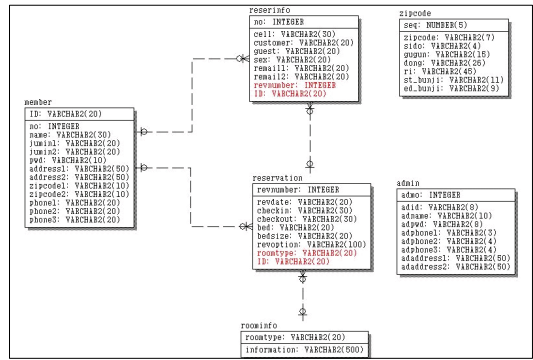 reserinfo
no: INTEGER
cell: VARCHAR2(30)
customer: VARCHAR2(20)
guest: VARCHAR2(20)
sex: VARCHAR2(20)
remail1: VARCHAR2(20)
remail2: VARCHAR2(20)
revnumber: INTEGER
ID: VARCHAR2(20)
zipcode
seq: NUMBER(5)
zipcode: VARCHAR2(7)
sido: VARCHAR2(4)
gugun: VARCHAR2(15)
dong: VARCHAR2(26)
ri: VARCHAR2(45)
st_bunji: VARCHAR2(11)
ed_bunji: VARCHAR2(9)
member
ID: VARCHAR2(20)
no: INTEGER
name: VARCHAR2(30)
jumin1: VARCHAR2(20)
jumin2: VARCHAR2(20)
pwd: VARCHAR2(10)
address1: VARCHAR2(50)
address2: VARCHAR2(50)
zipcode1: VARCHAR2(10)
zipcode2: VARCHAR2(10)
phone1: VARCHAR2(20)
phone2: VARCHAR2(20)
phone3: VARCHAR2(20)
reservation
revnumber: INTEGER
revdate: VARCHAR2(20)
checkin: VARCHAR2(30)
checkout: VARCHAR2(30)
bed: VARCHAR2(20)
bedsize: VARCHAR2(20)
revoption: VARCHAR2(100)
roomtype: VARCHAR2(20)
ID: VARCHAR2(20)
admin
admo: INTEGER
adid: VARCHAR2(8)
adname: VARCHAR2(10)
adpwd: VARCHAR2(8)
adphone1: VARCHAR2(3)
adphone2: VARCHAR2(4)
adphone3: VARCHAR2(4)
adaddress1: VARCHAR2(50)
adaddress2: VARCHAR2(50)
roominfo
roomtype: VARCHAR2(20)
information: VARCHAR2(500)